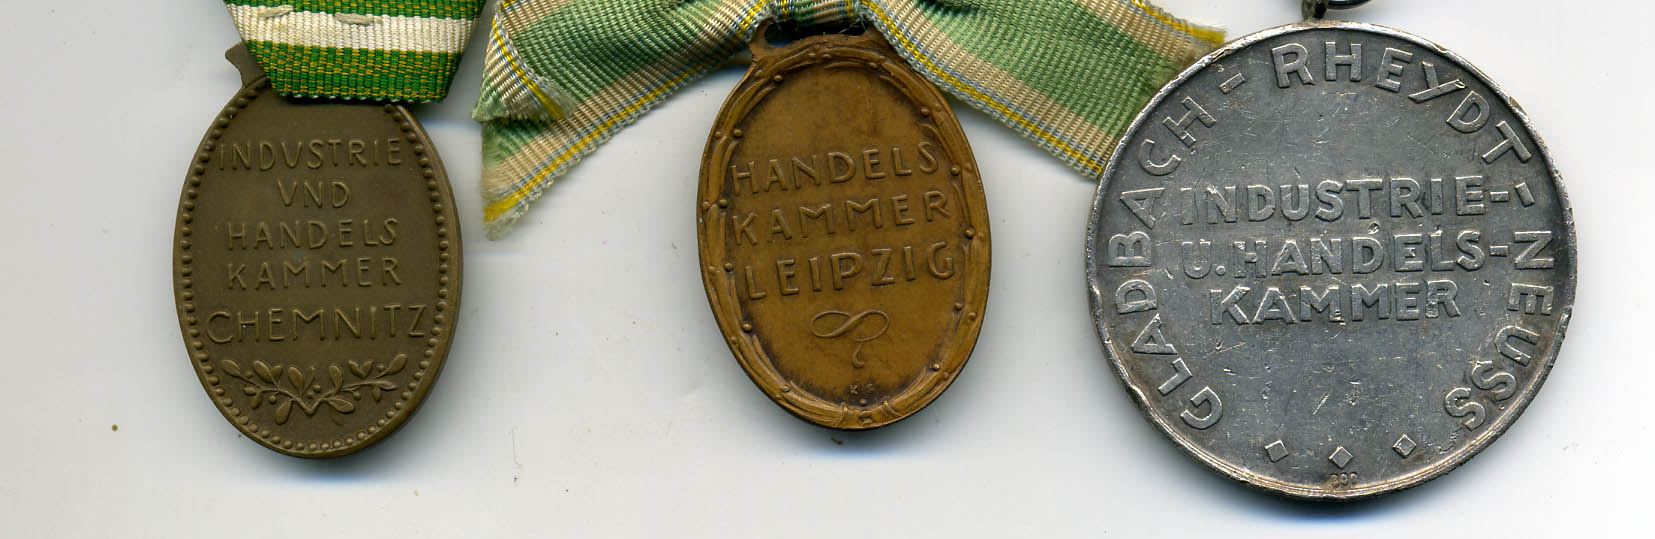 INDVSTRIE
VND
HANDELS
KAMMER
CHEMNITZ
HANDELS
KAMMER
LEIPZIG
GLADBACH - RHEYDT - NEUSS
INDUSTRIE-
U. HANDELS-
KAMMER